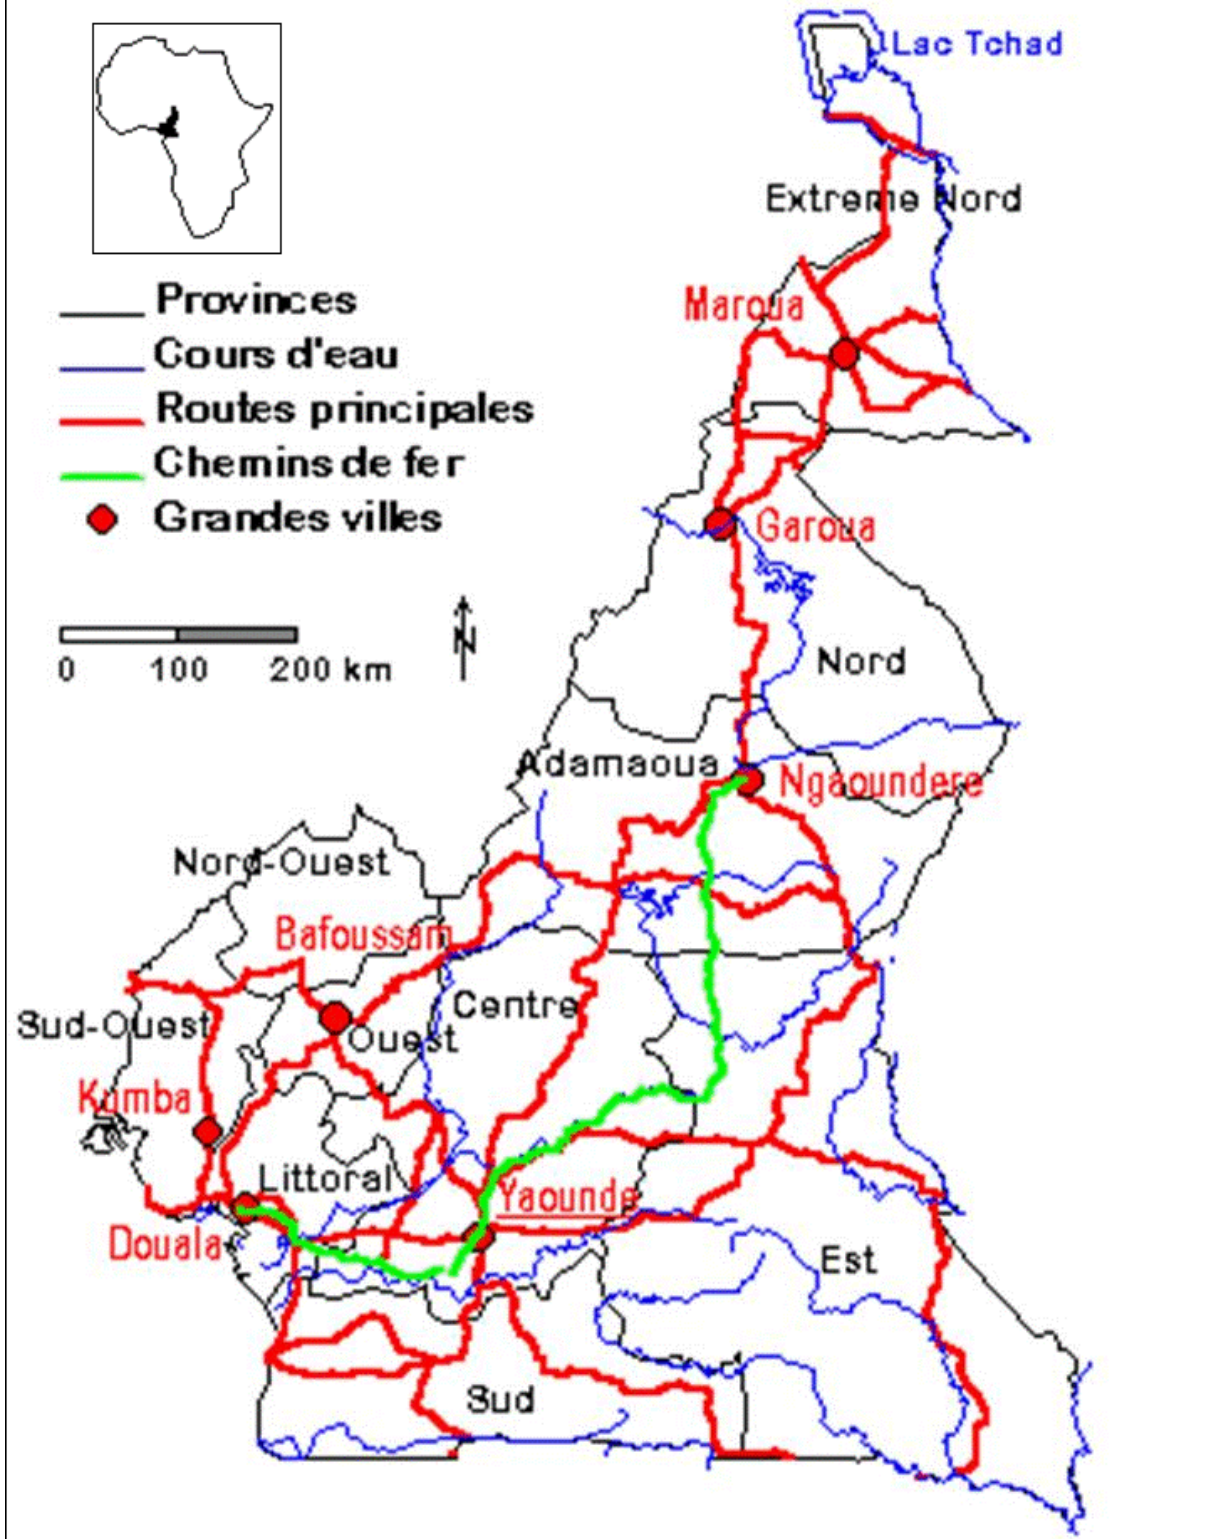 Lac Tchad
Extreme Nord
Provinces
Maroua
Cours d'eau
Routes principales
Chemins de fer
Grandes villes
Garoua
N
0 100 200 km
Nord
Adamaoua
Ngaoundere
Nord-Ouest
Bafoussam
Centre
Sud-Ouest
Ouest
Kumba
Littoral
Yaounde
Douala
Est
Sud